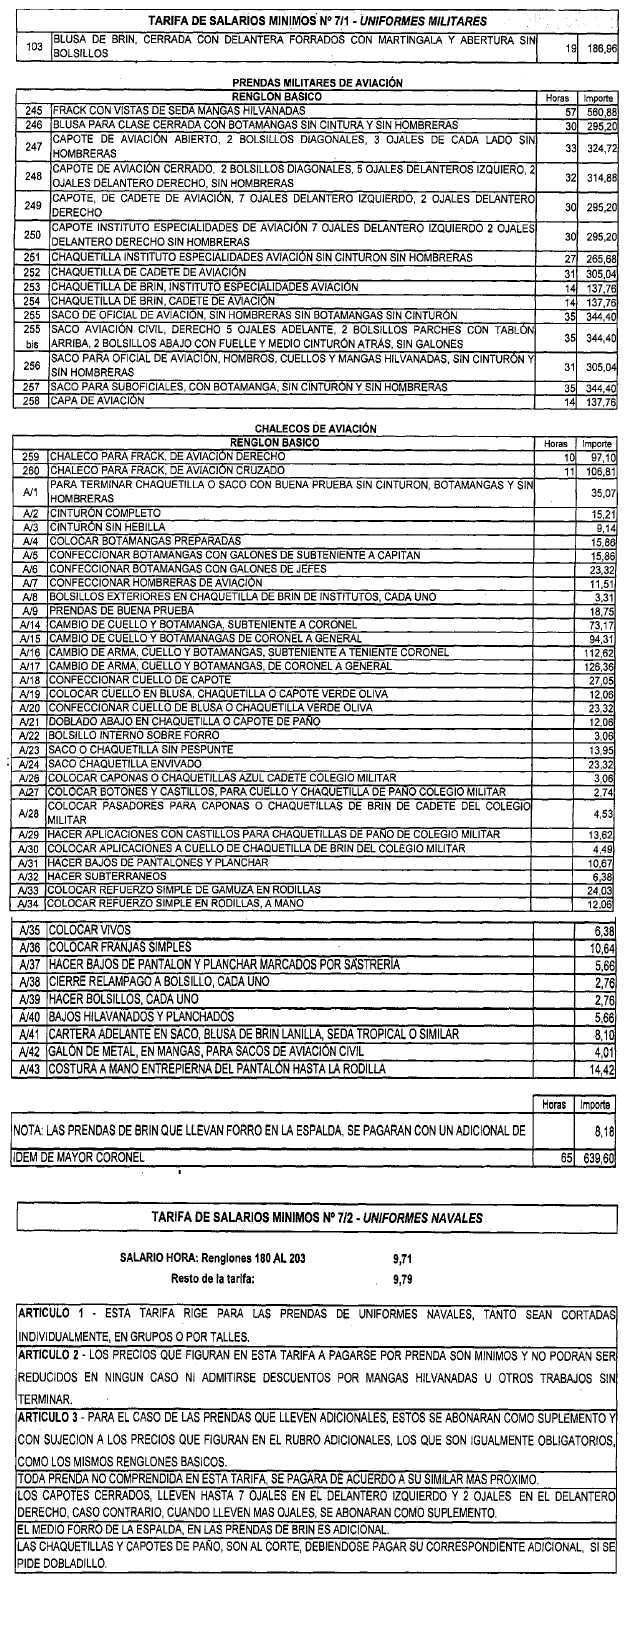 TARIFA DE SALARIOS MINIMOS Nº 7/1 - UNIFORMES MILITARES
103 BLUSA DE BRIN, CERRADA CON DELANTERA FORRADOS CON MARTINGALA Y ABERTURA SIN BOLSILLOS 19 186,96
PRENDAS MILITARES DE AVIACIÓN
RENGLON BASICO Horas Importe
245 FRACK CON VISTAS DE SEDA MANGAS HILVANADAS 57 560,88
246 BLUSA PARA CLASE CERRADA CON BOTAMANGAS SIN CINTURA Y SIN HOMBRERAS 30 295,20
247 CAPOTE DE AVIACIÓN ABIERTO, 2 BOLSILLOS DIAGONALES, 3 OJALES DE CADA LADO SIN HOMBRERAS 33 324,72
248 CAPOTE DE AVIACIÓN CERRADO, 2 BOLSILLOS DIAGONALES, 5 OJALES DELANTEROS IZQUIERO, 2 OJALES DELANTERO DERECHO, SIN HOMBRERAS 32 314,88
249 CAPOTE, DE CADETE DE AVIACIÓN, 7 OJALES DELANTERO IZQUIERDO, 2 OJALES DELANTERO DERECHO 30 295,20
250 CAPOTE INSTITUTO ESPECIALIDADES DE AVIACIÓN 7 OJALES DELANTERO IZQUIERDO 2 OJALES DELANTERO DERECHO SIN HOMBRERAS 30 295,20
251 CHAQUETILLA INSTITUTO ESPECIALIDADES AVIACIÓN SIN CINTURON SIN HOMBRERAS 27 265,68
252 CHAQUETILLA DE CADETE DE AVIACIÓN 31 305,04
253 CHAQUETILLA DE BRIN, INSTITUTO ESPECIALIDADES AVIACIÓN 14 137,76
254 CHAQUETILLA DE BRIN, CADETE DE AVIACIÓN 14 137,76
255 SACO DE OFICIAL DE AVIACIÓN, SIN HOMBRERAS SIN BOTAMANGAS SIN CINTURÓN 35 344,40
255 bis SACO AVIACIÓN CIVIL, DERECHO 5 OJALES ADELANTE, 2 BOLSILLOS PARCHES CON TABLÓN ARRIBA, 2 BOLSILLOS ABAJO CON FUELLE Y MEDIO CINTURÓN ATRÁS, SIN GALONES 35 344,40
256 SACO PARA OFICIAL DE AVIACIÓN, HOMBROS, CUELLOS Y MANGAS HILVANADAS, SIN CINTURÓN Y SIN HOMBRERAS 31 305,04
257 SACO PARA SUBOFICIALES, CON BOTAMANGA, SIN CINTURÓN Y SIN HOMBRERAS 35 344,40
258 CAPA DE AVIACIÓN 14 137,76
CHALECOS DE AVIACIÓN
RENGLON BASICO Horas Importe
259 CHALECO PARA FRACK, DE AVIACIÓN DERECHO 10 97,10
260 CHALECO PARA FRACK, DE AVIACIÓN CRUZADO 11 106,81
A/1 PARA TERMINAR CHAQUETILLA O SACO CON BUENA PRUEBA SIN CINTURON, BOTAMANGAS Y SIN HOMBRERAS 35,07
A/2 CINTURÓN COMPLETO 15,21
A/3 CINTURÓN SIN HEBILLA 9,14
A/4 COLOCAR BOTAMANGAS PREPARADAS 15,86
A/5 CONFECCIONAR BOTAMANGAS CON GALONES DE SUBTENIENTE A CAPITAN 15,86
A/6 CONFECCIONAR BOTAMANGAS CON GALONES DE JEFES 23,32
A/7 CONFECCIONAR HOMBRERAS DE AVIACIÓN 11,51
A/8 BOLSILLOS EXTERIORES EN CHAQUETILLA DE BRIN DE INSTITUTOS, CADA UNO 3,31
A/9 PRENDAS DE BUENA PRUEBA 18,75
A/14 CAMBIO DE CUELLO Y BOTAMANGA, SUBTENIENTE A CORONEL 73,17
A/15 CAMBIO DE CUELLO Y BOTAMANAGAS DE CORONEL A GENERAL 94,31
A/16 CAMBIO DE ARMA, CUELLO Y BOTAMANGAS, SUBTENIENTE A TENIENTE CORONEL 112,62
A/17 CAMBIO DE ARMA, CUELLO Y BOTAMANGAS, DE CORONEL A GENERAL 126,36
A/18 CONFECCIONAR CUELLO DE CAPOTE 27,05
A/19 COLOCAR CUELLO EN BLUSA, CHAQUETILLA O CAPOTE VERDE OLIVA 12,06
A/20 CONFECCIONAR CUELLO DE BLUSA O CHAQUETILLA VERDE OLIVA 23,32
A/21 DOBLADO ABAJO EN CHAQUETILLA O CAPOTE DE PAÑO 12,06
A/22 BOLSILLO INTERNO SOBRE FORRO 3,06
A/23 SACO O CHAQUETILLA SIN PESPUNTE 13,95
A/24 SACO CHAQUETILLA ENVIVADO 23,32
A/26 COLOCAR CAPONAS O CHAQUETILLAS AZUL CADETE COLEGIO MILITAR 3,06
A/27 COLOCAR BOTONES Y CASTILLOS, PARA CUELLO Y CHAQUETILLA DE PAÑO COLEGIO MILITAR 2,74
A/28 COLOCAR PASADORES PARA CAPONAS O CHAQUETILLAS DE BRIN DE CADETE DEL COLEGIO MILITAR 4,53
A/29 HACER APLICACIONES CON CASTILLOS PARA CHAQUETILLAS DE PAÑO DE COLEGIO MILITAR 13,62
A/30 COLOCAR APLICACIONES A CUELLO DE CHAQUETILLA DE BRIN DEL COLEGIO MILITAR 4,49
A/31 HACER BAJOS DE PANTALONES Y PLANCHAR 10,67
A/32 HACER SUBTERRANEOS 6,38
A/33 COLOCAR REFUERZO SIMPLE DE GAMUZA EN RODILLAS 24,03
A/34 COLOCAR REFUERZO SIMPLE EN RODILLAS, A MANO 12,06
A/35 COLOCAR VIVOS 6,38
A/36 COLOCAR FRANJAS SIMPLES 10,64
A/37 HACER BAJOS DE PANTALON Y PLANCHAR MARCADOS POR SASTRERÍA 5,66
A/38 CIERRE RELAMPAGO A BOLSILLO, CADA UNO 2,76
A/39 HACER BOLSILLOS, CADA UNO 2,76
A/40 BAJOS HILAVANADOS Y PLANCHADOS 5,66
A/41 CARTERA ADELANTE EN SACO, BLUSA DE BRIN LANILLA, SEDA TROPICAL O SIMILAR 8,10
A/42 GALÓN DE METAL, EN MANGAS, PARA SACOS DE AVIACIÓN CIVIL 4,01
A/43 COSTURA A MANO ENTREPIERNA DEL PANTALÓN HASTA LA RODILLA 14,42
Horas Importe
NOTA: LAS PRENDAS DE BRIN QUE LLEVAN FORRO EN LA ESPALDA, SE PAGARAN CON UN ADICIONAL DE 8,18
IDEM DE MAYOR CORONEL 65 639,60
TARIFA DE SALARIOS MINIMOS Nº 7/2 - UNIFORMES NAVALES
SALARIO HORA: Renglones 180 AL 203 9,71
Resto de la tarifa: 9,79
ARTICULO 1 - ESTA TARIFA RIGE PARA LAS PRENDAS DE UNIFORMES NAVALES, TANTO SEAN CORTADAS
INDIVIDUALMENTE, EN GRUPOS O POR TALLES.
ARTICULO 2 - LOS PRECIOS QUE FIGURAN EN ESTA TARIFA A PAGARSE POR PRENDA SON MINIMOS Y NO PODRAN SER
REDUCIDOS EN NINGUN CASO NI ADMITIRSE DESCUENTOS POR MANGAS HILVANADAS U OTROS TRABAJOS SIN
TERMINAR.
ARTICULO 3 - PARA EL CASO DE LAS PRENDAS QUE LLEVEN ADICIONALES, ESTOS SE ABONARAN COMO SUPLEMENTO Y
CON SUJECION A LOS PRECIOS QUE FIGURAN EN EL RUBRO ADICIONALES, LOS QUE SON IGUALMENTE OBLIGATORIOS,
COMO LOS MISMOS RENGLONES BASICOS.
TODA PRENDA NO COMPRENDIDA EN ESTA TARIFA, SE PAGARA DE ACUERDO A SU SIMILAR MAS PROXIMO.
LOS CAPOTES CERRADOS, LLEVEN HASTA 7 OJALES EN EL DELANTERO IZQUIERDO Y 2 OJALES EN EL DELANTERO
DERECHO, CASO CONTRARIO, CUANDO LLEVEN MAS OJALES, SE ABONARAN COMO SUPLEMENTO.
EL MEDIO FORRO DE LA ESPALDA, EN LAS PRENDAS DE BRIN ES ADICIONAL.
LAS CHAQUETILLAS Y CAPOTES DE PAÑO, SON AL CORTE, DEBIENDOSE PAGAR SU CORRESPONDIENTE ADICIONAL, SI SE
PIDE DOBLADILLO.